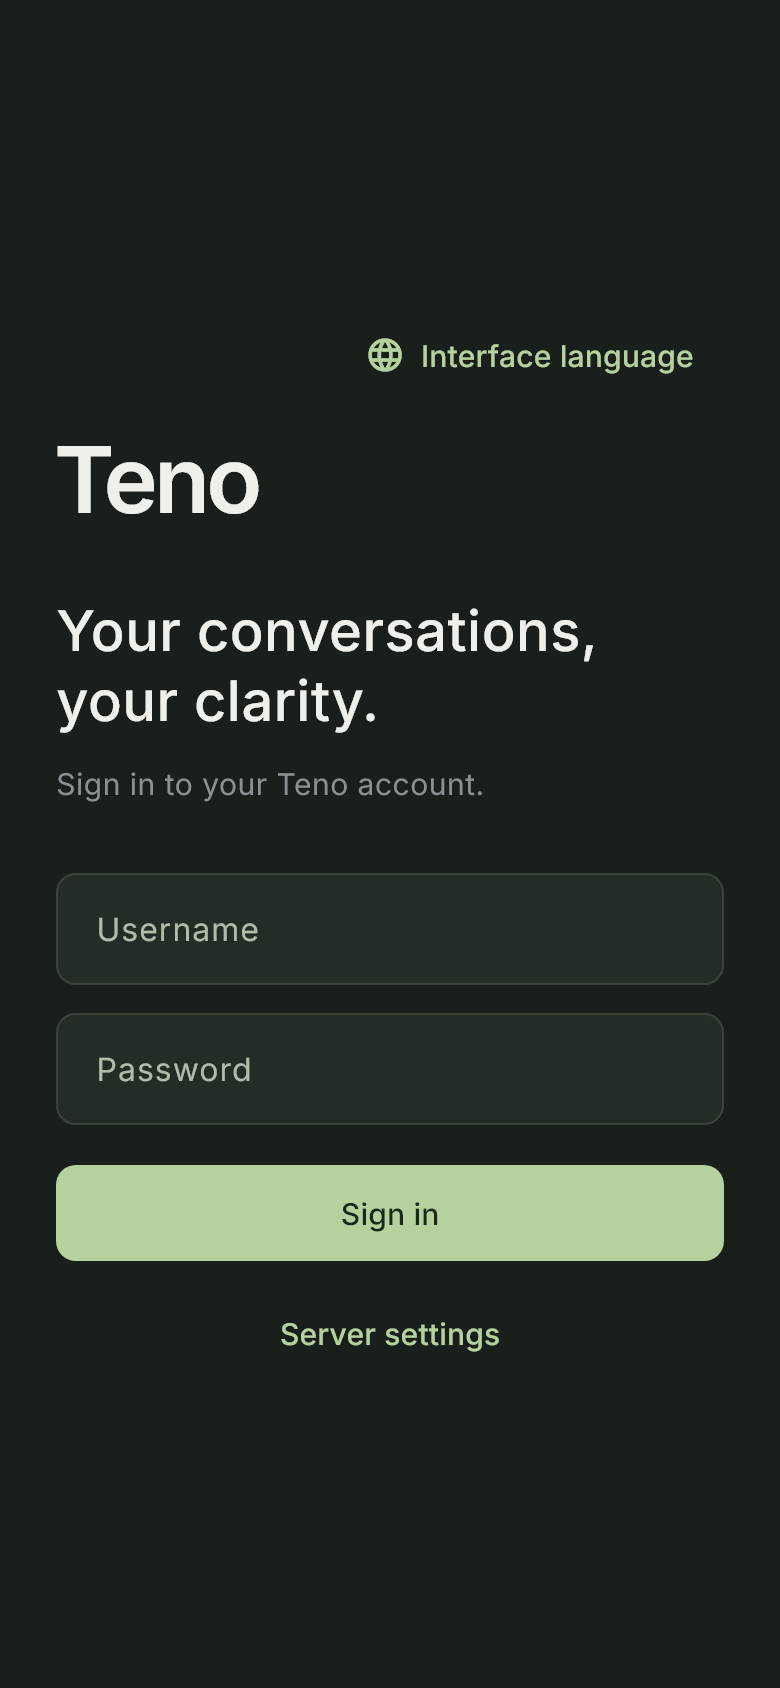 Interface language
Teno
Your conversations,
your clarity.
Sign in to your Teno account.
Username
Password
Sign in
Server settings